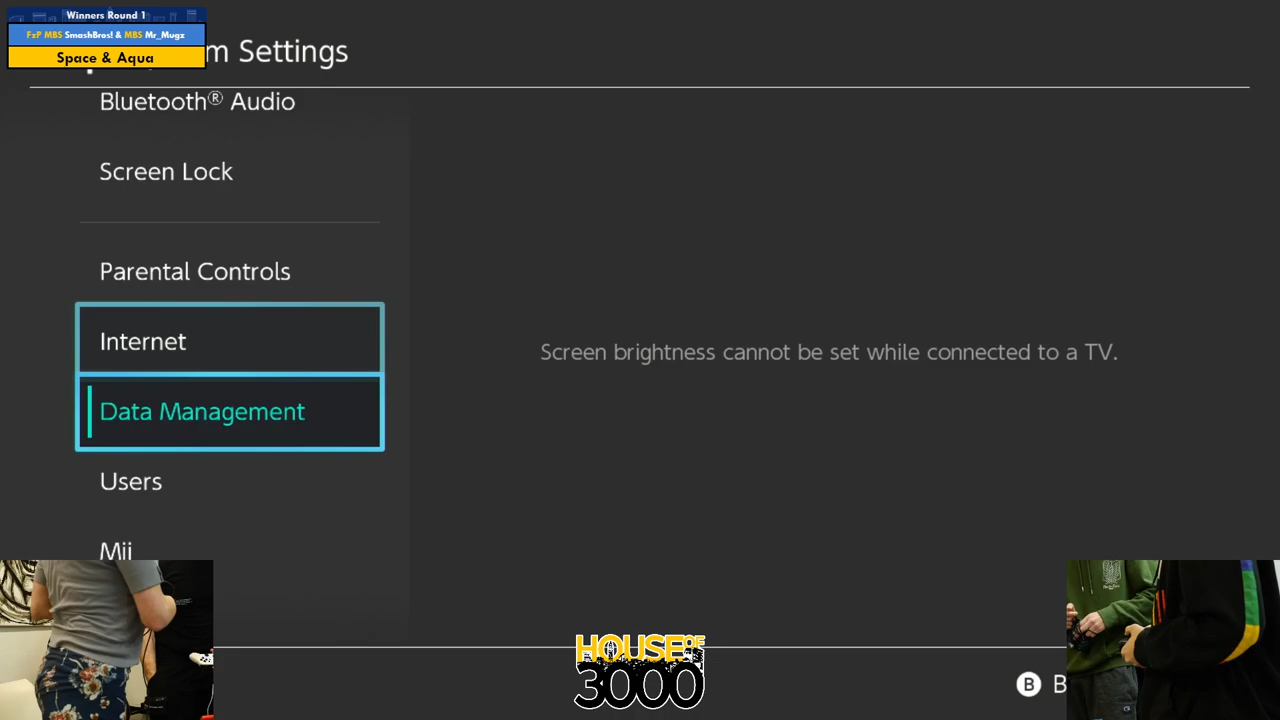 Winners Round 1
FzP MBS SmashBros! & MBS Mr_Mugz
Space & Aqua
m Settings
Bluetooth® Audio
Screen Lock
Parental Controls
Internet
Data Management
Users
Mii
Screen brightness cannot be set while connected to a TV.
HOUSE OF
3000
B B